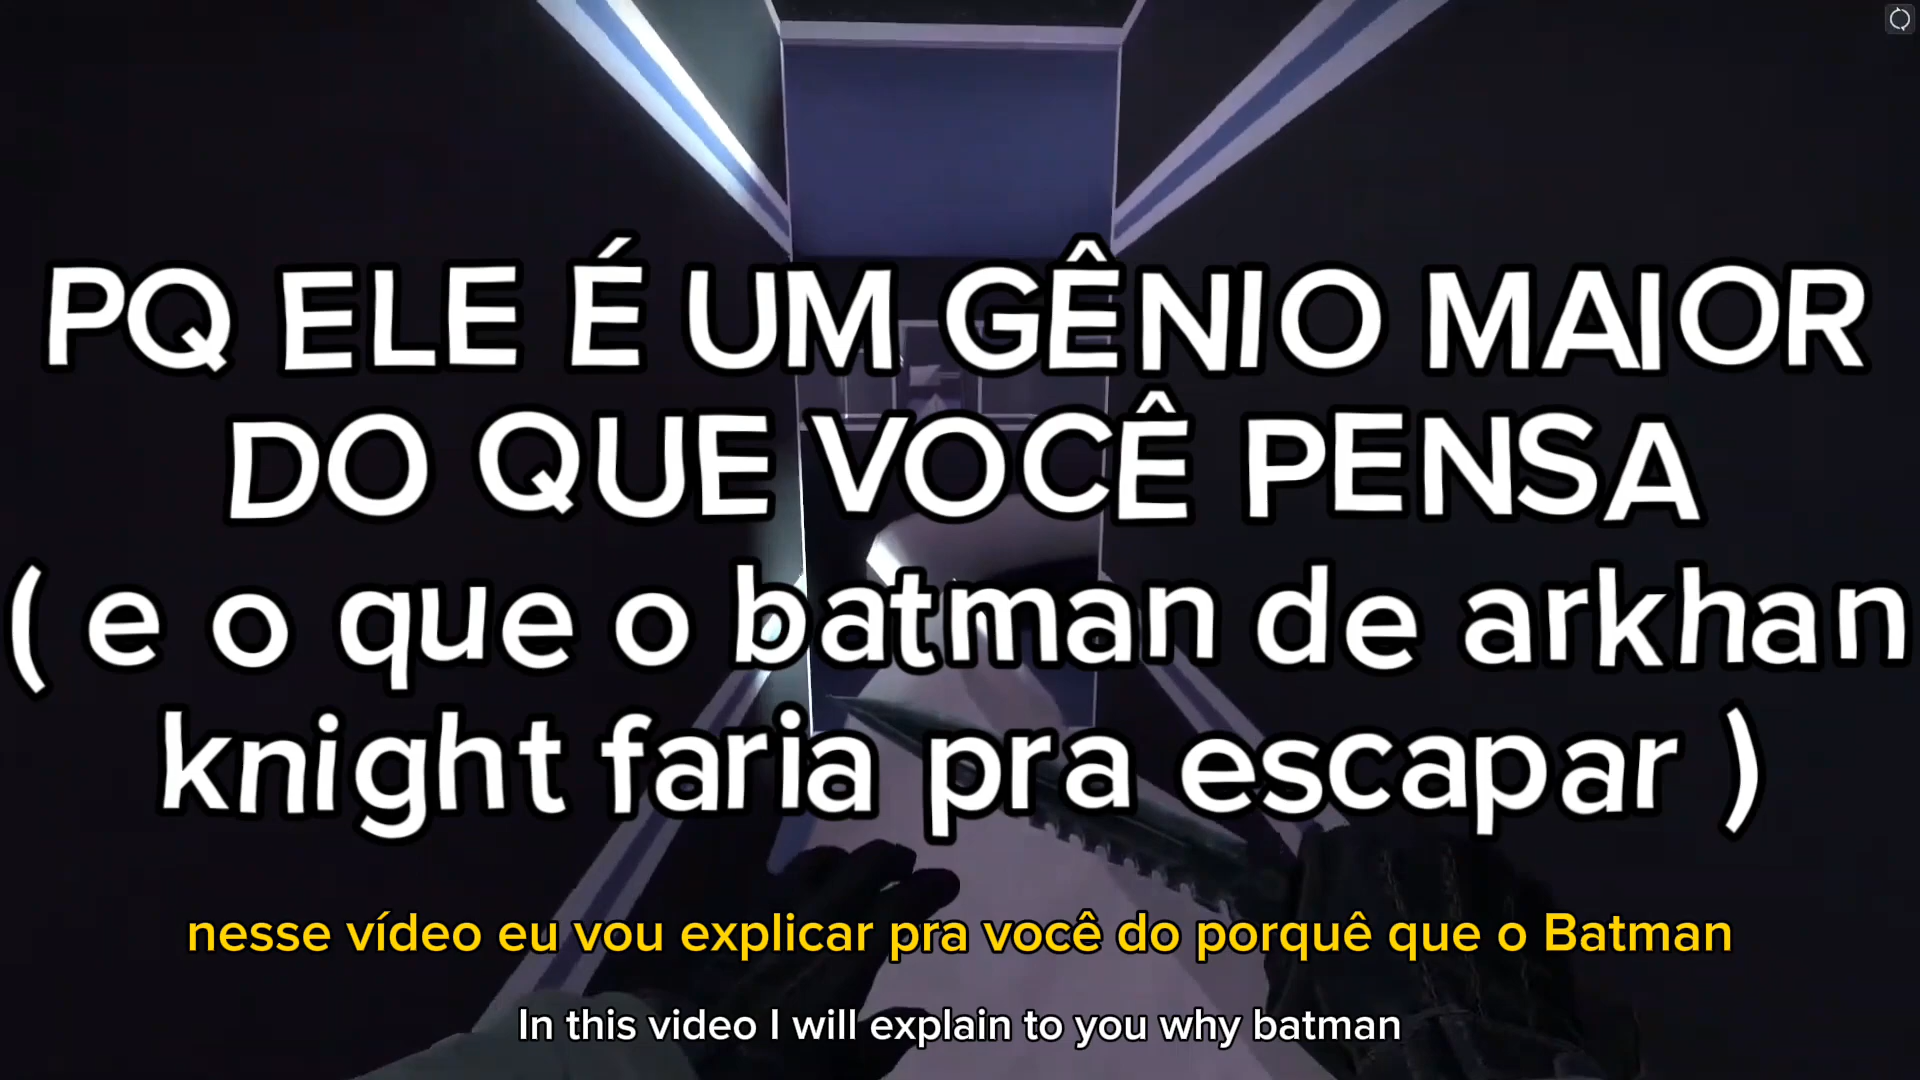 PQ ELE É UM GÊNIO MAIOR
DO QUE VOCÊ PENSA
( e o que o batman de arkhan
knight faria pra escapar )
nesse vídeo eu vou explicar pra você do porquê que o Batman
In this video I will explain to you why batman